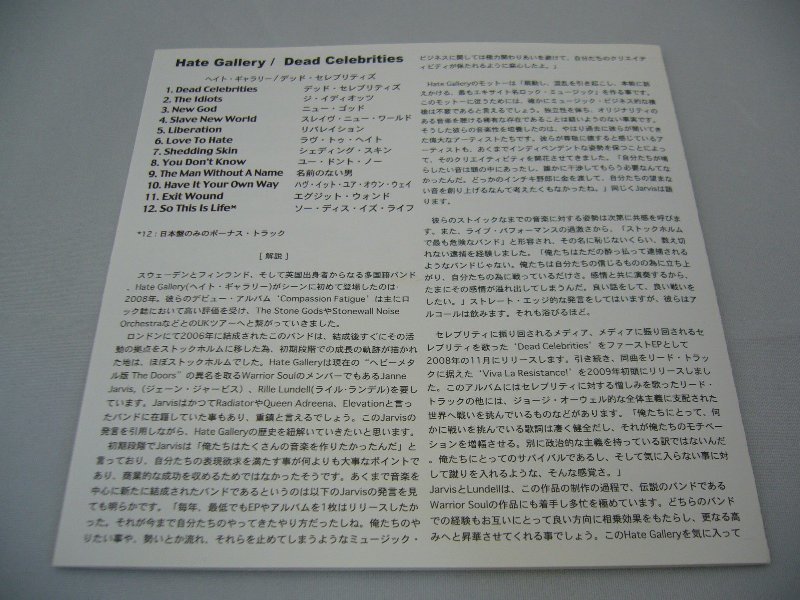 Hate Gallery / Dead Celebrities
ヘイト・ギャラリー/デッド・セレブリティズ
1. Dead Celebrities デッド・セレブリティズ
2. The Idiots ジ・イディオッツ
3. New God ニュー・ゴッド
4. Slave New World スレイヴ・ニュー・ワールド
5. Liberation リバレイション
6. Love To Hate ラヴ・トゥ・ヘイト
7. Shedding Skin シェディング・スキン
8. You Don't Know ユー・ドント・ノー
9. The Man Without A Name 名前のない男
10. Have It Your Own Way ハヴ・イット・ユア・オウン・ウェイ
11. Exit Wound エグジット・ウォンド
12. So This Is Life* ソー・ディス・イズ・ライフ
*12：日本盤のみのボーナス・トラック
[ 解説 ]
スウェーデンとフィンランド、そして英国出身者からなる多国籍バンド
、Hate Gallery(ヘイト・ギャラリー)がシーンに初めて登場したのは
2008年。彼らのデビュー・アルバム‘Compassion Fatigue’は主にロ
ック誌において高い評価を受け、The Stone GodsやStonewall Noise
OrchestraなどとのUKツアーへと繋がっていきました。
ロンドンにて2006年に結成されたこのバンドは、結成後すぐにその活
動の拠点をストックホルムに移した為、初期段階での成長の軌跡が描かれ
た地は、ほぼストックホルムでした。Hate Galleryは現在の“ヘビーメタ
ル版 The Doors”の異名を取るWarrior SoulのメンバーでもあるJanne
Jarvis,（ジェーン・ジャービス）、Rille Lundell(ライル・ランデル)を要し
ています。JarvisはかつてRadiatorやQueen Adreena、Elevationと言っ
たバンドに在籍していた事もあり、重鎮と言えるでしょう。このJarvisの
発言を引用しながら、Hate Galleryの歴史を紐解いていきたいと思います。
初期段階でJarvisは「俺たちはたくさんの音楽を作りたかったんだ」と
言っており、自分たちの表現欲求を満たす事が何よりも大事なポイントで
あり、商業的な成功を収めるためではなかったそうです。あくまで音楽を
中心に新たに結成されたバンドであるというのは以下のJarvisの発言を見
ても明らかです。「毎年、最低でもEPやアルバムを1枚はリリースしたか
った。それが今まで自分たちのやってきたやり方だったしね。俺たちのや
りたい事や、勢いとか流れ、それらを止めてしまうようなミュージック・
ビジネスに関しては極力関わりあいを避けて、自分たちのクリエイテ
ィビティが保たれるように腐心したよ。」
Hate Galleryのモットーは「扇動し、混乱を引き起こし、本能に訴
えかける、最もエキサイト名ロック・ミュージック」を作る事です。
このモットーに従うためには、確かにミュージック・ビジネス的な機
構は不要であると言えるでしょう。独立性を保ち、オリジナリティの
ある音楽を聴ける稀有な存在であることは疑いようのない事実です。
そうした彼らの音楽性を培養したのは、やはり過去に彼らが聞いてき
た偉大なアーティストたちです。彼らが尊敬に値すると感じているア
ーティストも、あくまでインディペンデントな姿勢を保つことによっ
て、そのクリエイティビティを開花させてきました。「自分たちが鳴
らしたい音は頭の中にあったし、誰かに干渉してもらう必要なんてな
かったんだ。どっかのインチキ野郎に金を渡して、自分たちの望まな
い音を創り上げるなんて考えたくもなかったね。」同じくJarvisは語
ります。
彼らのストイックなまでの音楽に対する姿勢は次第に共感を呼びま
す。また、ライブ・パフォーマンスの過激さから、「ストックホルム
で最も危険なバンド」と形容され、その名に恥じないくらい、数え切
れない逮捕を経験しました。「俺たちはただの酔っ払って逮捕される
ようなバンドじゃない。俺たちは自分たちの信じるものの為に立ち上
がり、自分たちの為に戦っているだけさ。感情と共に演奏するから、
たまにその感情が溢れ出してしまうんだ。良い話をして、良い戦いを
したい。」ストレート・エッジ的な発言をしてはいますが、彼らはア
ルコールは飲みます。それも浴びるほど。
セレブリティに振り回されるメディア、メディアに振り回されるセ
レブリティを歌った‘Dead Celebrities’をファーストEPとして
2008年の11月にリリースします。引き続き、同曲をリード・トラッ
クに据えた‘Viva La Resistance!’を2009年初頭にリリースしまし
た。このアルバムにはセレブリティに対する憎しみを歌ったリード・
トラックの他には、ジョージ・オーウェル的な全体主義に支配された
世界へ戦いを挑んでいるものなどがあります。「俺たちにとって、何
かに戦いを挑んでいる歌詞は凄く健全だし、それが俺たちのモチベー
ションを増幅させる。別に政治的な主義を持っている訳ではないんだ
。俺たちにとってのサバイバルであるし、そして気に入らない事に対
して蹴りを入れるような、そんな感覚さ。」
JarvisとLundellは、この作品の制作の過程で、伝説のバンドである
Warrior Soulの作品にも着手し多忙を極めています。どちらのバンド
での経験もお互いにとって良い方向に相乗効果をもたらし、更なる高
みへと昇華させてくれる事でしょう。このHate Galleryを気に入って